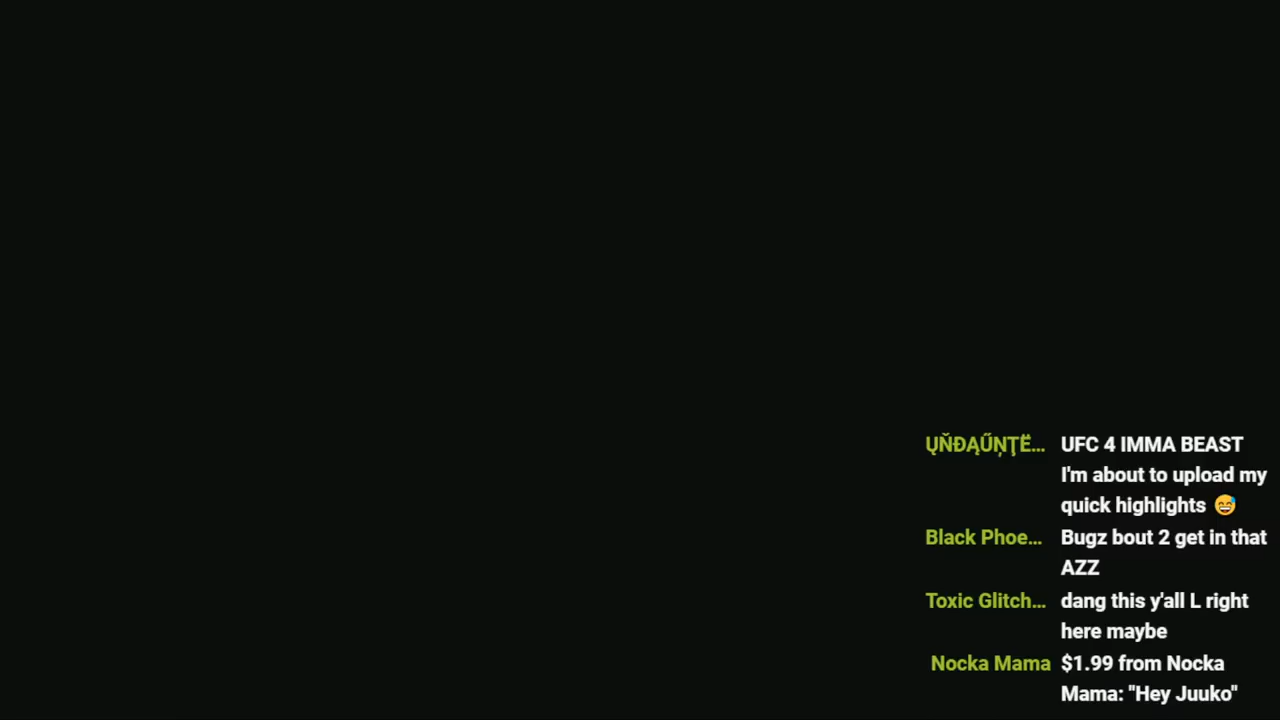 ŲŇĐĄŰŅŢË… UFC 4 IMMA BEAST
I'm about to upload my
quick highlights 😅
Black Phoe… Bugz bout 2 get in that
AZZ
Toxic Glitch… dang this y'all L right
here maybe
Nocka Mama $1.99 from Nocka
Mama: "Hey Juuko"